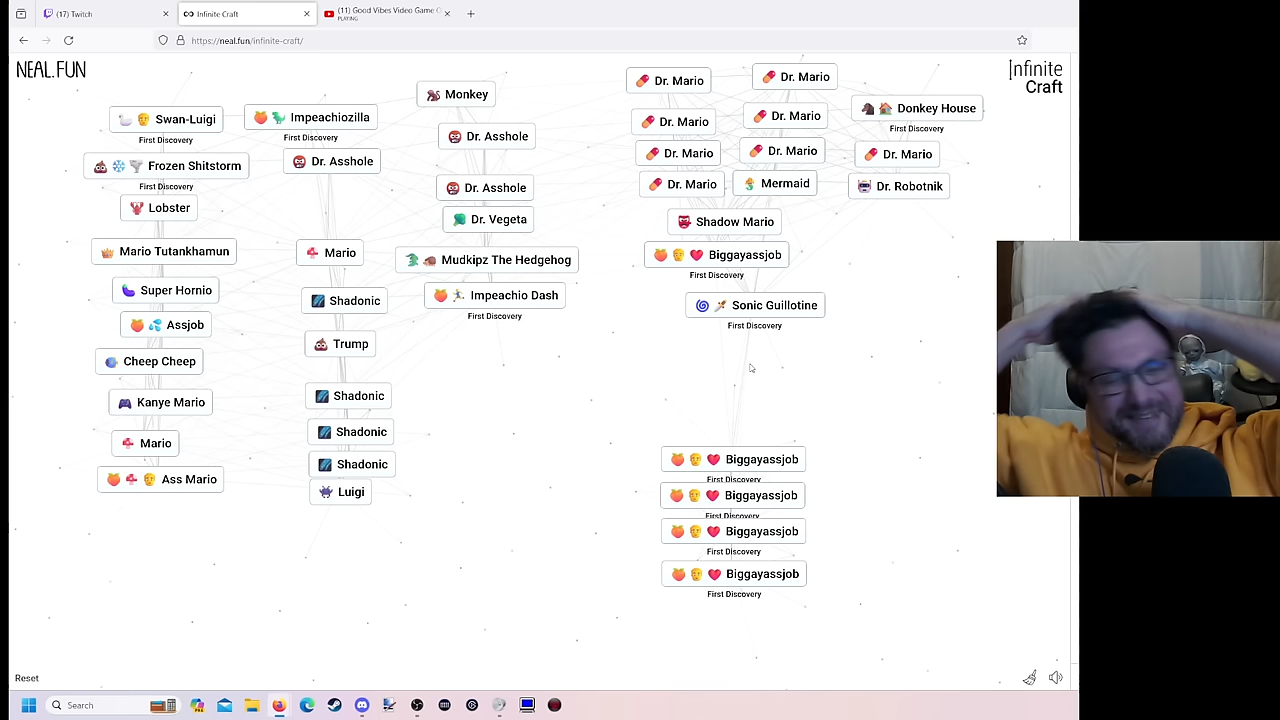 (17) Twitch
Infinite Craft
(11) Good Vibes Video Game C
PLAYING
https://neal.fun/infinite-craft/
NEAL.FUN
Infinite
Craft
Swan-Luigi
First Discovery
Frozen Shitstorm
First Discovery
Lobster
Mario Tutankhamun
Super Hornio
Assjob
Cheep Cheep
Kanye Mario
Mario
Ass Mario
Impeachiozilla
First Discovery
Dr. Asshole
Mario
Shadonic
Trump
Shadonic
Shadonic
Shadonic
Luigi
Monkey
Dr. Asshole
Dr. Asshole
Dr. Vegeta
Mudkipz The Hedgehog
Impeachio Dash
First Discovery
Dr. Mario
Dr. Mario
Dr. Mario
Dr. Mario
Dr. Mario
Dr. Mario
Dr. Mario
Mermaid
Donkey House
First Discovery
Dr. Mario
Dr. Robotnik
Shadow Mario
Biggayassjob
First Discovery
Sonic Guillotine
First Discovery
Biggayassjob
First Discovery
Biggayassjob
First Discovery
Biggayassjob
First Discovery
Biggayassjob
First Discovery
Reset
Search